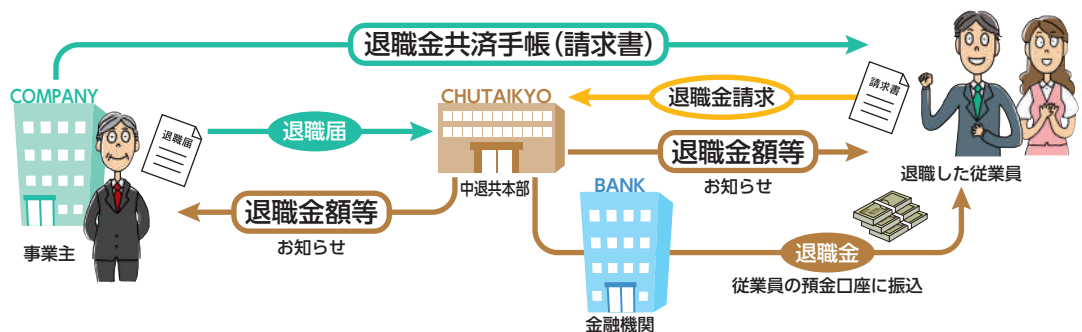 退職金共済手帳(請求書)
COMPANY
退職届
退職届
CHUTAIKYO
中退共本部
退職金請求
請求書
退職した従業員
退職金額等
お知らせ
退職金額等
お知らせ
事業主
BANK
金融機関
退職金
従業員の預金口座に振込